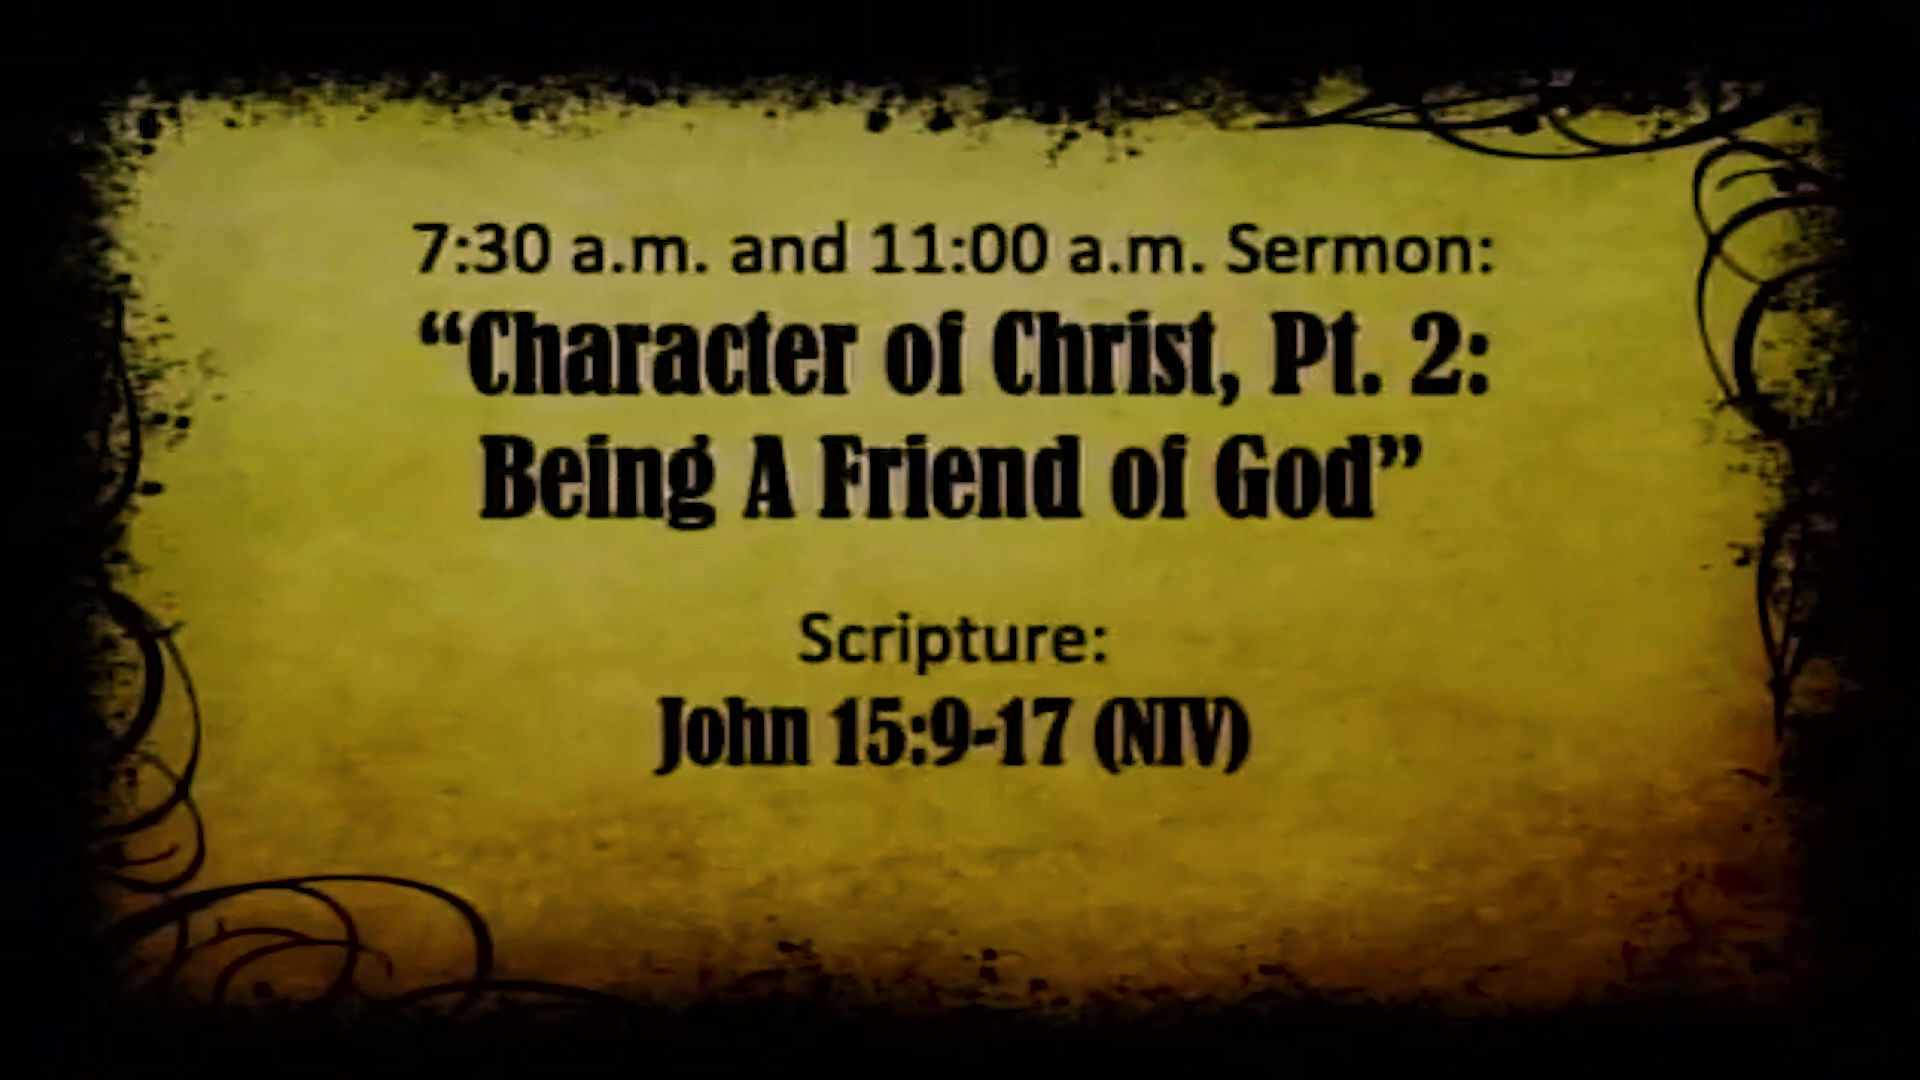 7:30 a.m. and 11:00 a.m. Sermon:
“Character of Christ, Pt. 2:
Being A Friend of God”
Scripture:
John 15:9-17 (NIV)